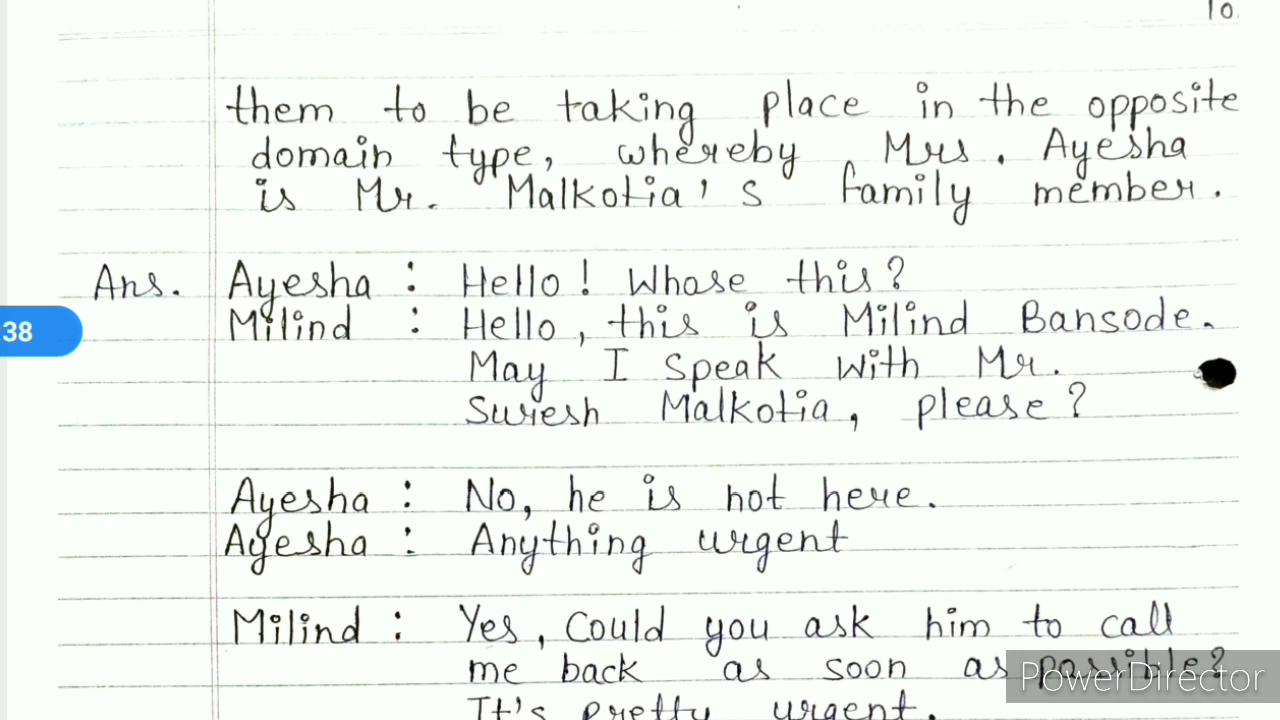 10
them to be taking place in the opposite
domain type, whereby Mrs. Ayesha
is Mr. Malkotia's family member.
Ans. Ayesha : Hello! Whose this?
38
Milind : Hello, this is Milind Bansode.
May I speak with Mr.
Suresh Malkotia, please?
Ayesha : No, he is not here.
Ayesha : Anything urgent
Milind : Yes, Could you ask him to call
me back as soon as possible?
PowerDirector
It's pretty urgent.